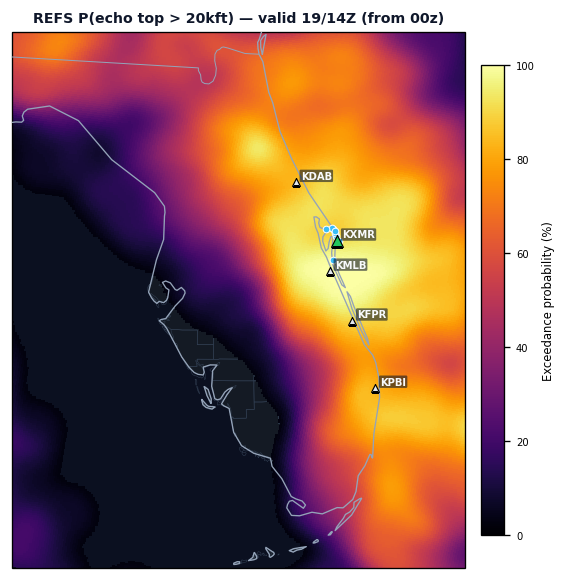 REFS P(echo top > 20kft) — valid 19/14Z (from 00z)
KDAB
KXMR
KMLB
KFPR
KPBI
100
80
60
40
20
0
Exceedance probability (%)